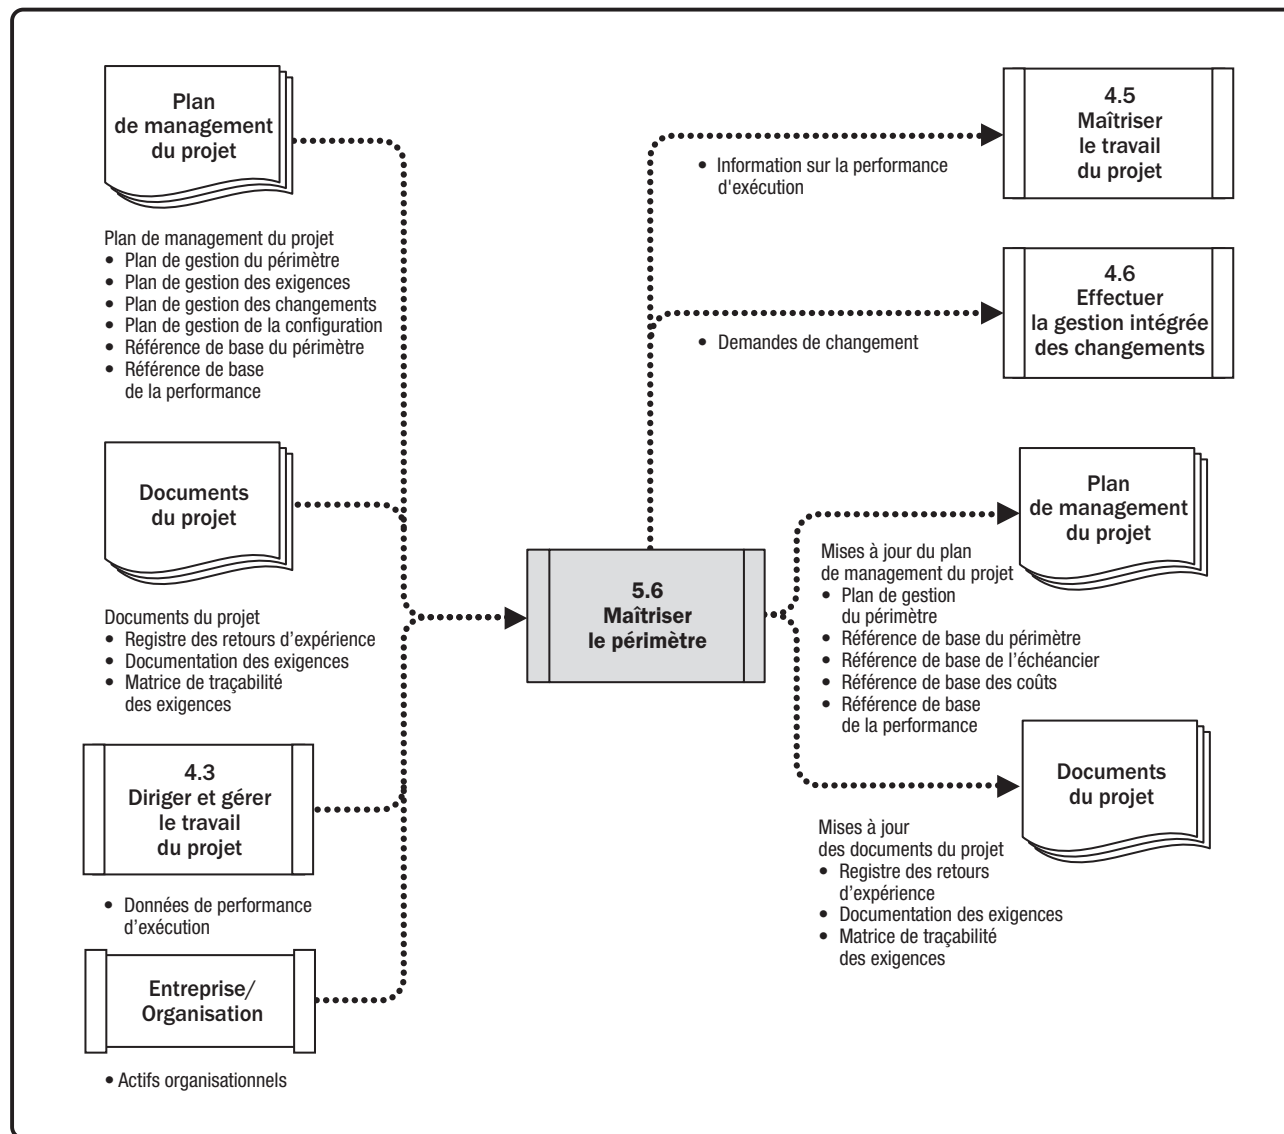 Plan
de management
du projet
Plan de management du projet
• Plan de gestion du périmètre
• Plan de gestion des exigences
• Plan de gestion des changements
• Plan de gestion de la configuration
• Référence de base du périmètre
• Référence de base
de la performance
Documents
du projet
Documents du projet
• Registre des retours d’expérience
• Documentation des exigences
• Matrice de traçabilité
des exigences
4.3
Diriger et gérer
le travail
du projet
• Données de performance
d’exécution
Entreprise/
Organisation
• Actifs organisationnels
5.6
Maîtriser
le périmètre
• Information sur la performance
d'exécution
4.5
Maîtriser
le travail
du projet
• Demandes de changement
4.6
Effectuer
la gestion intégrée
des changements
Plan
de management
du projet
Mises à jour du plan
de management du projet
• Plan de gestion
du périmètre
• Référence de base du périmètre
• Référence de base de l’échéancier
• Référence de base des coûts
• Référence de base
de la performance
Documents
du projet
Mises à jour
des documents du projet
• Registre des retours
d’expérience
• Documentation des exigences
• Matrice de traçabilité
des exigences